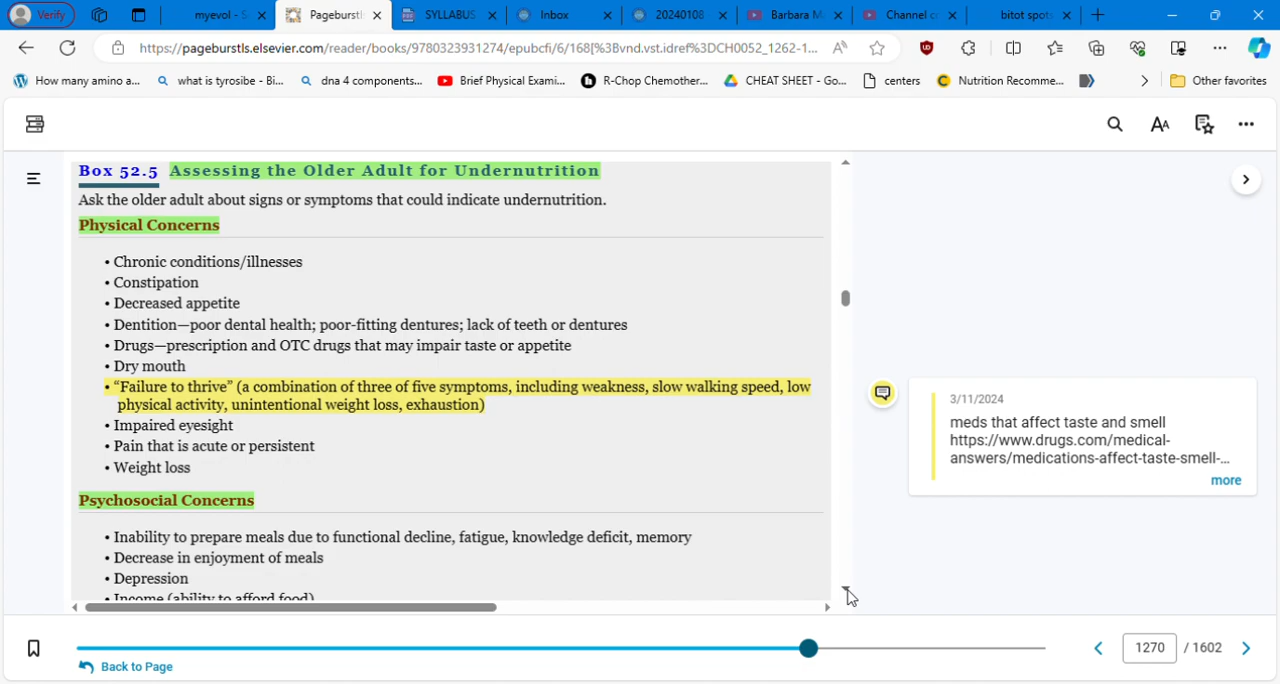 Verify
myevol - S
Pageburstl
SYLLABUS
Inbox
20240108
Barbara M
Channel c
bitot spots
https://pageburstls.elsevier.com/reader/books/9780323931274/epubcfi/6/168[%3Bvnd.vst.idref%3DCH0052_1262-1...
How many amino a...
what is tyrosibe - Bi...
dna 4 components...
Brief Physical Exami...
R-Chop Chemother...
CHEAT SHEET - Go...
centers
Nutrition Recomme...
Other favorites
Box 52.5 Assessing the Older Adult for Undernutrition
Ask the older adult about signs or symptoms that could indicate undernutrition.
Physical Concerns
• Chronic conditions/illnesses
• Constipation
• Decreased appetite
• Dentition—poor dental health; poor-fitting dentures; lack of teeth or dentures
• Drugs—prescription and OTC drugs that may impair taste or appetite
• Dry mouth
• “Failure to thrive” (a combination of three of five symptoms, including weakness, slow walking speed, low
physical activity, unintentional weight loss, exhaustion)
• Impaired eyesight
• Pain that is acute or persistent
• Weight loss
Psychosocial Concerns
• Inability to prepare meals due to functional decline, fatigue, knowledge deficit, memory
• Decrease in enjoyment of meals
• Depression
• Income (ability to afford food)
3/11/2024
meds that affect taste and smell
https://www.drugs.com/medical-
answers/medications-affect-taste-smell-...
more
1270 / 1602
Back to Page